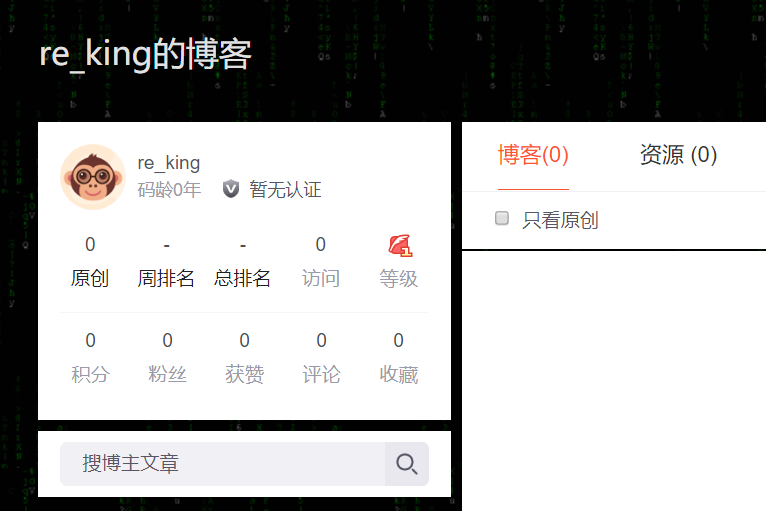 re_king的博客
re_king
码龄0年 暂无认证
0 - - 0 1
原创 周排名 总排名 访问 等级
0 0 0 0 0
积分 粉丝 获赞 评论 收藏
搜博主文章
博客(0) 资源 (0)
只看原创